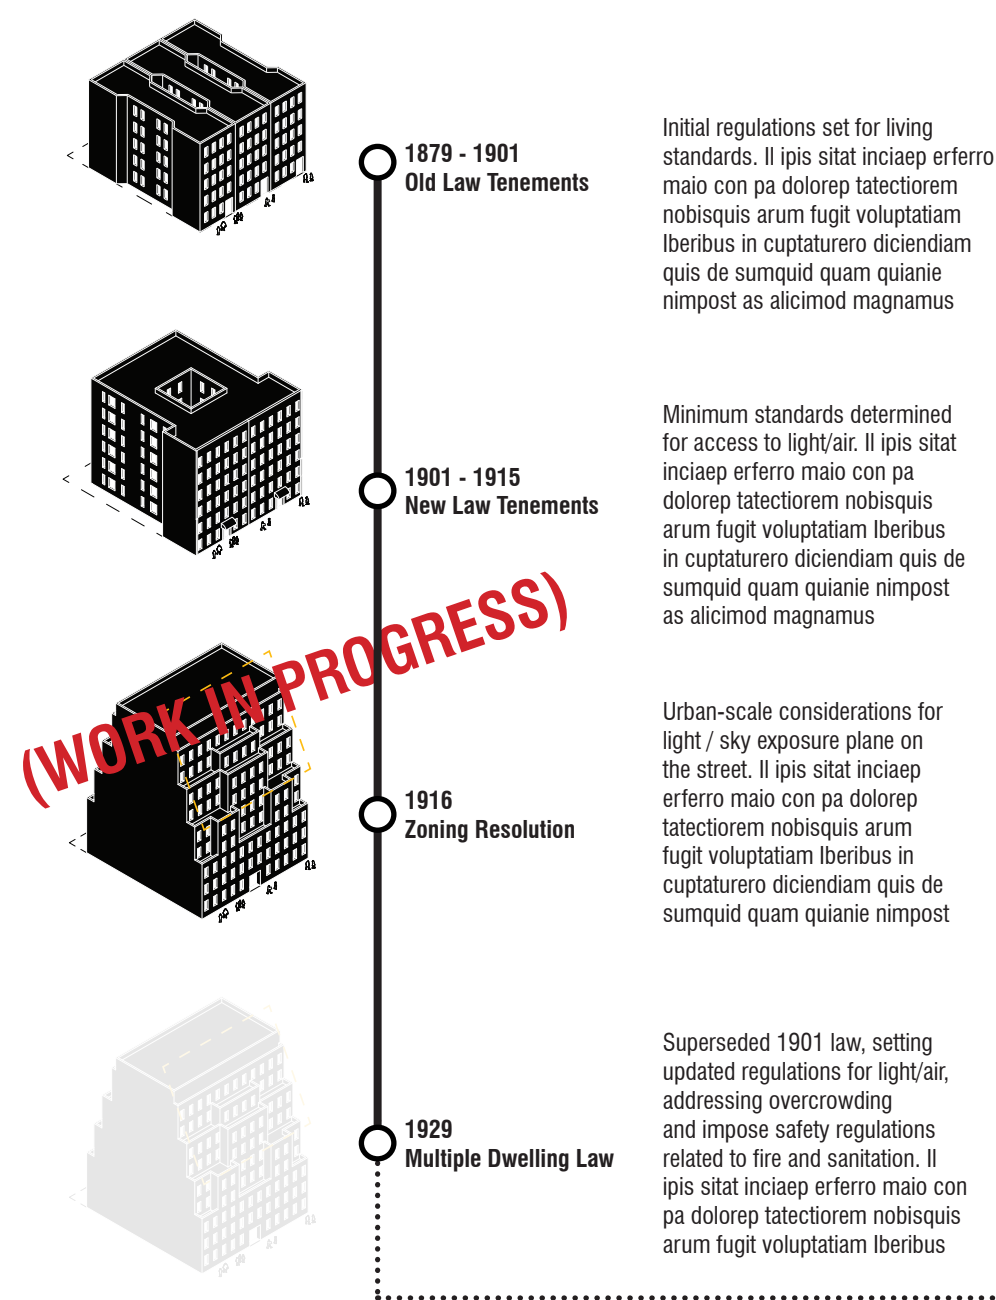 1879 - 1901
Old Law Tenements
Initial regulations set for living
standards. Il ipis sitat inciaep erferro
maio con pa dolorep tatectiorem
nobisquis arum fugit voluptatiam
Iberibus in cuptaturero diciendiam
quis de sumquid quam quianie
nimpost as alicimod magnamus
1901 - 1915
New Law Tenements
Minimum standards determined
for access to light/air. Il ipis sitat
inciaep erferro maio con pa
dolorep tatectiorem nobisquis
arum fugit voluptatiam Iberibus
in cuptaturero diciendiam quis de
sumquid quam quianie nimpost
as alicimod magnamus
(WORK IN PROGRESS)
1916
Zoning Resolution
Urban-scale considerations for
light / sky exposure plane on
the street. Il ipis sitat inciaep
erferro maio con pa dolorep
tatectiorem nobisquis arum
fugit voluptatiam Iberibus in
cuptaturero diciendiam quis de
sumquid quam quianie nimpost
1929
Multiple Dwelling Law
Superseded 1901 law, setting
updated regulations for light/air,
addressing overcrowding
and impose safety regulations
related to fire and sanitation. Il
ipis sitat inciaep erferro maio con
pa dolorep tatectiorem nobisquis
arum fugit voluptatiam Iberibus